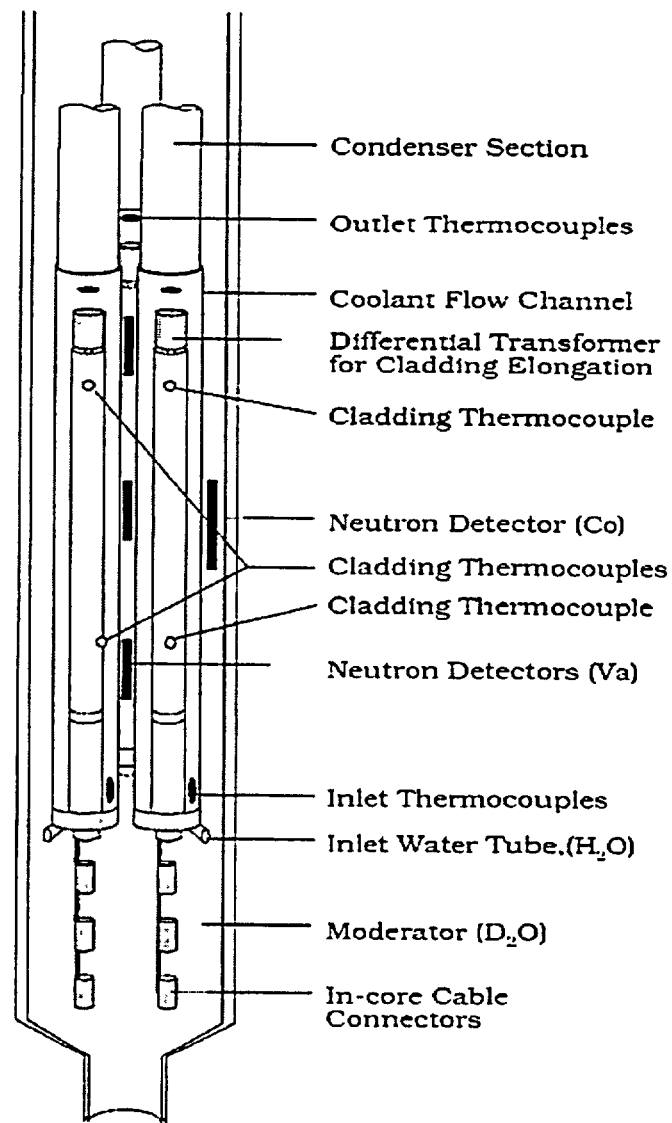 Condenser Section
Outlet Thermocouples
Coolant Flow Channel
Differential Transformer
for Cladding Elongation
Cladding Thermocouple
Neutron Detector (Co)
Cladding Thermocouples
Cladding Thermocouple
Neutron Detectors (Va)
Inlet Thermocouples
Inlet Water Tube.(H₂O)
Moderator (D₂O)
In-core Cable
Connectors